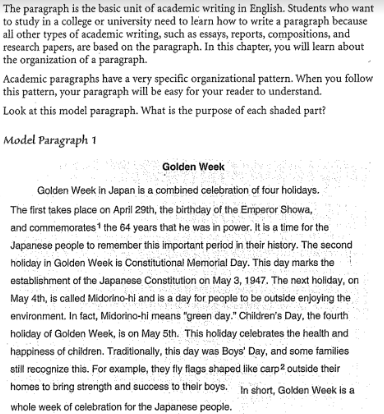 The paragraph is the basic unit of academic writing in English. Students who want
to study in a college or university need to learn how to write a paragraph because
all other types of academic writing, such as essays, reports, compositions, and
research papers, are based on the paragraph. In this chapter, you will learn about
the organization of a paragraph.
Academic paragraphs have a very specific organizational pattern. When you follow
this pattern, your paragraph will be easy for your reader to understand.
Look at this model paragraph. What is the purpose of each shaded part?
Model Paragraph 1
Golden Week
Golden Week in Japan is a combined celebration of four holidays.
The first takes place on April 29th, the birthday of the Emperor Showa,
and commemorates¹ the 64 years that he was in power. It is a time for the
Japanese people to remember this important period in their history. The second
holiday in Golden Week is Constitutional Memorial Day. This day marks the
establishment of the Japanese Constitution on May 3, 1947. The next holiday, on
May 4th, is called Midorino-hi and is a day for people to be outside enjoying the
environment. In fact, Midorino-hi means "green day." Children's Day, the fourth
holiday of Golden Week, is on May 5th. This holiday celebrates the health and
happiness of children. Traditionally, this day was Boys' Day, and some families
still recognize this. For example, they fly flags shaped like carp² outside their
homes to bring strength and success to their boys. In short, Golden Week is a
whole week of celebration for the Japanese people.